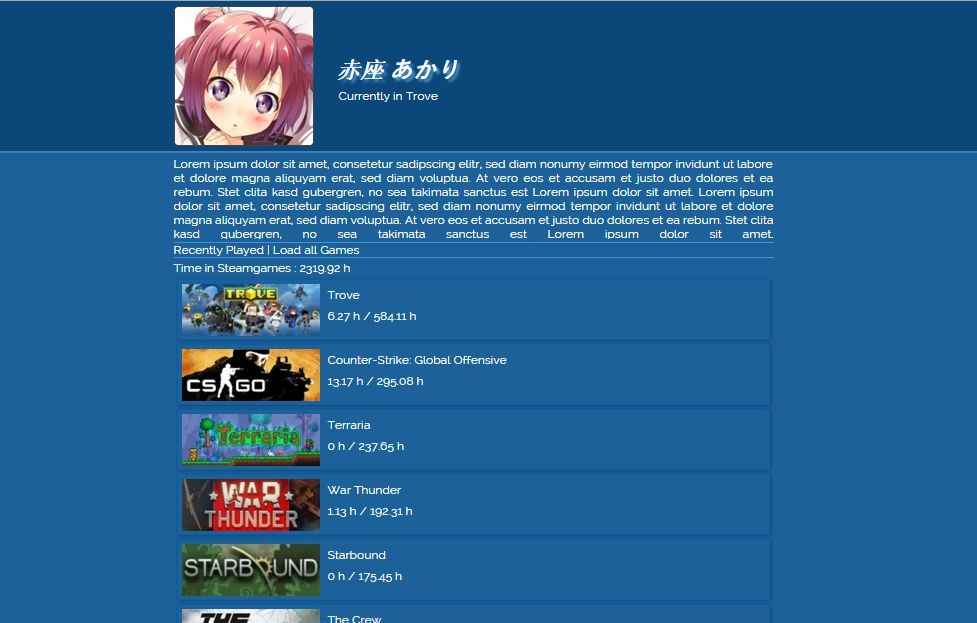 赤座 あかり
Currently in Trove
Lorem ipsum dolor sit amet, consetetur sadipscing elitr, sed diam nonumy eirmod tempor invidunt ut labore
et dolore magna aliquyam erat, sed diam voluptua. At vero eos et accusam et justo duo dolores et ea
rebum. Stet clita kasd gubergren, no sea takimata sanctus est Lorem ipsum dolor sit amet. Lorem ipsum
dolor sit amet, consetetur sadipscing elitr, sed diam nonumy eirmod tempor invidunt ut labore et dolore
magna aliquyam erat, sed diam voluptua. At vero eos et accusam et justo duo dolores et ea rebum. Stet clita
kasd gubergren, no sea takimata sanctus est Lorem ipsum dolor sit amet.
Recently Played | Load all Games
Time in Steamgames : 2319.92 h
TROVE
Trove
6.27 h / 584.11 h
CS GO
Counter-Strike: Global Offensive
13.17 h / 295.08 h
Terraria
Terraria
0 h / 237.65 h
WAR
THUNDER
War Thunder
1.13 h / 192.31 h
STARBOUND
Starbound
0 h / 175.45 h
THE
The Crew